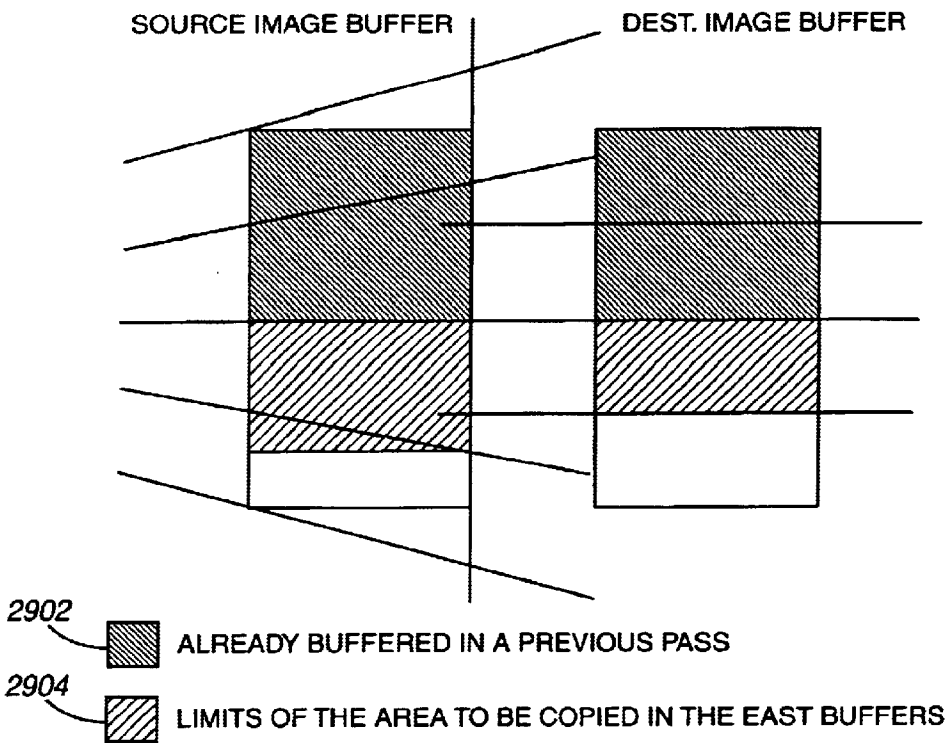 SOURCE IMAGE BUFFER
DEST. IMAGE BUFFER
2902
ALREADY BUFFERED IN A PREVIOUS PASS
2904
LIMITS OF THE AREA TO BE COPIED IN THE EAST BUFFERS